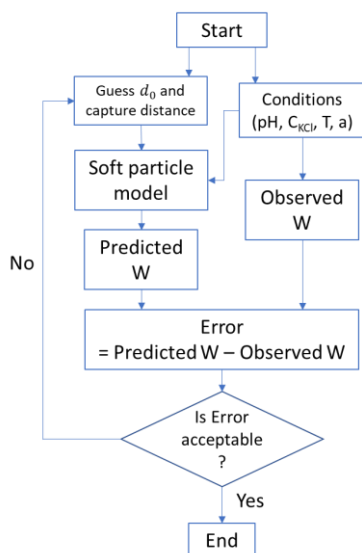 Start
Guess d₀ and
capture distance
Conditions
(pH, C_KCl, T, a)
Soft particle
model
Observed
W
Predicted
W
No
Error
= Predicted W – Observed W
Is Error
acceptable
?
Yes
End